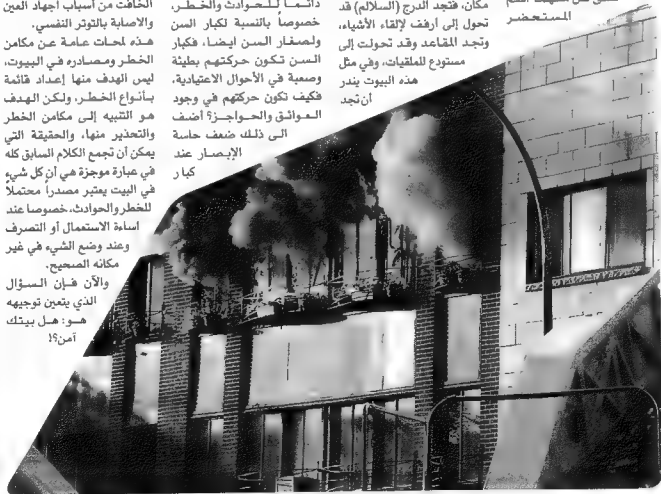 المستحضر
مكان، فتجد الدرج (السلالم) قد
تحول إلى أرفف لإلقاء الأشياء،
وتجد المقاعد وقد تحولت إلى
مستودع للملقيات، وفي مثل
هذه البيوت يندر
أن تجد
دائماً للحوادث والخطر،
خصوصاً بالنسبة لكبار السن
ولصغار السن ايضا، فكبار
السن تكون حركتهم بطيئة
وصعبة في الأحوال الاعتيادية،
فكيف تكون حركتهم في وجود
العوائق والحواجز؟ اضف
الى ذلك ضعف حاسة
الإبصار عند
كبار
الخافت من أسباب اجهاد العين
والاصابة بالتوتر النفسي.
هذه لمحات عامة عن مكامن
الخطر ومصادره في البيوت،
ليس الهدف منها إعداد قائمة
بأنواع الخطر، ولكن الهدف
هو التنبيه إلى مكامن الخطر
والتحذير منها، والحقيقة التي
يمكن أن تجمع الكلام السابق كله
في عبارة موجزة هي أن كل شيء
في البيت يعتبر مصدراً محتملاً
للخطر والحوادث، خصوصا عند
اساءة الاستعمال أو التصرف
وعند وضع الشيء في غير
مكانه الصحيح.
والآن فإن السؤال
الذي يتعين توجيهه
هو: هل بيتك
آمن؟!